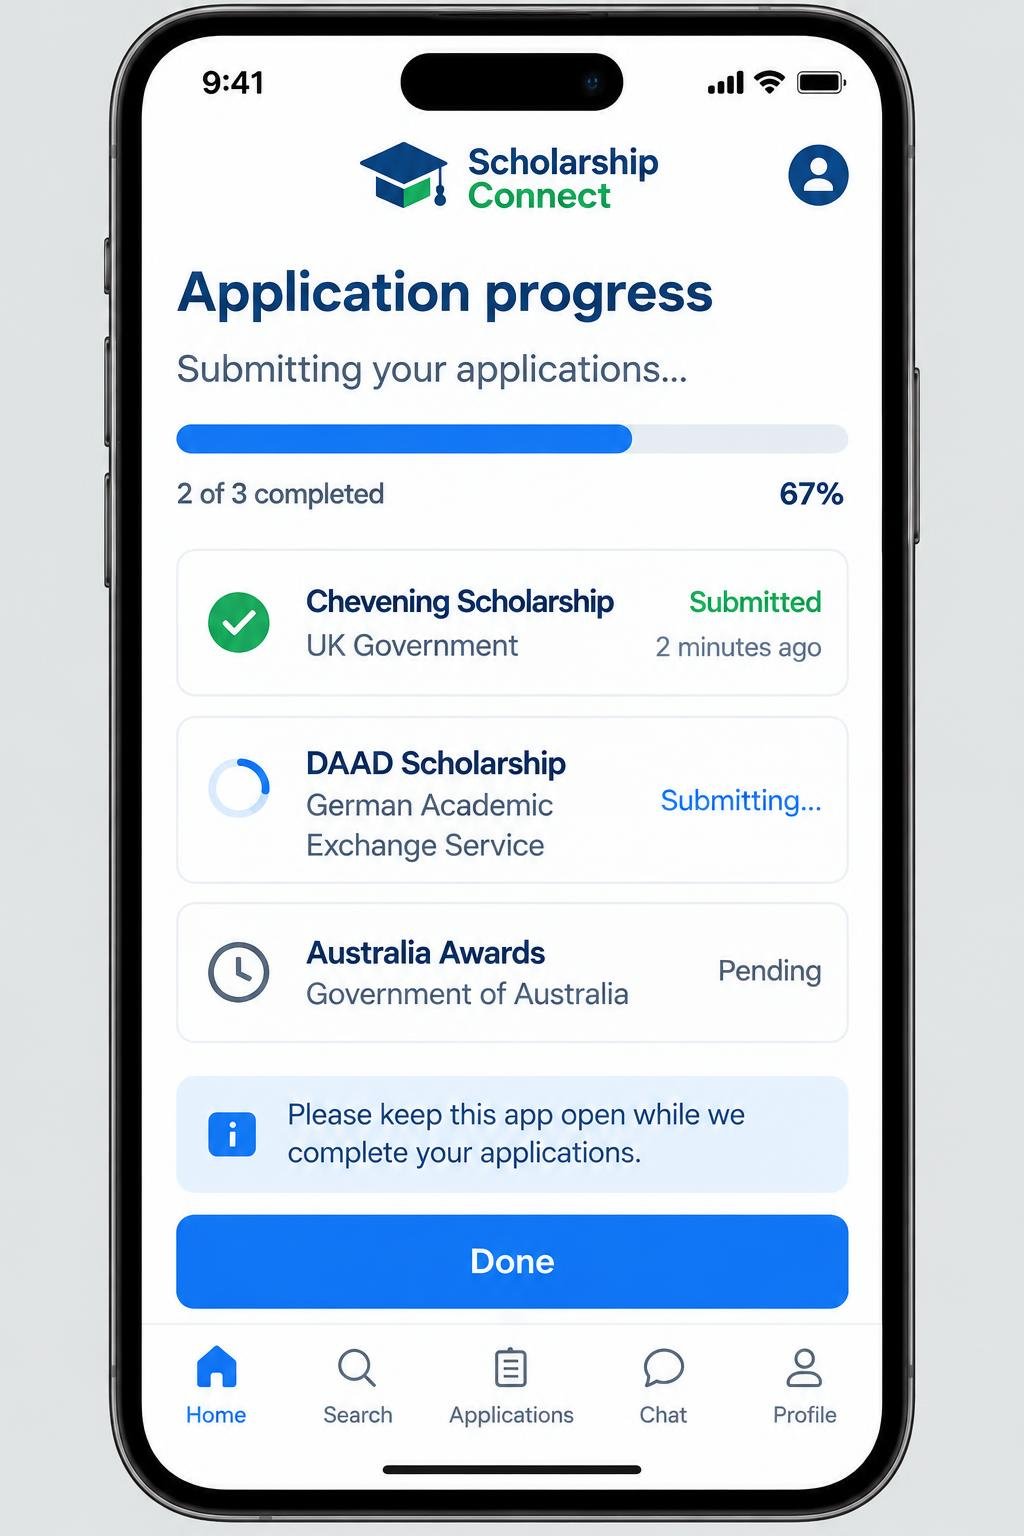 9:41
Scholarship
Connect
Application progress
Submitting your applications...
2 of 3 completed
67%
Chevening Scholarship
Submitted
UK Government
2 minutes ago
DAAD Scholarship
German Academic
Submitting...
Exchange Service
Australia Awards
Pending
Government of Australia
Please keep this app open while we
complete your applications.
Done
Home
Search
Applications
Chat
Profile